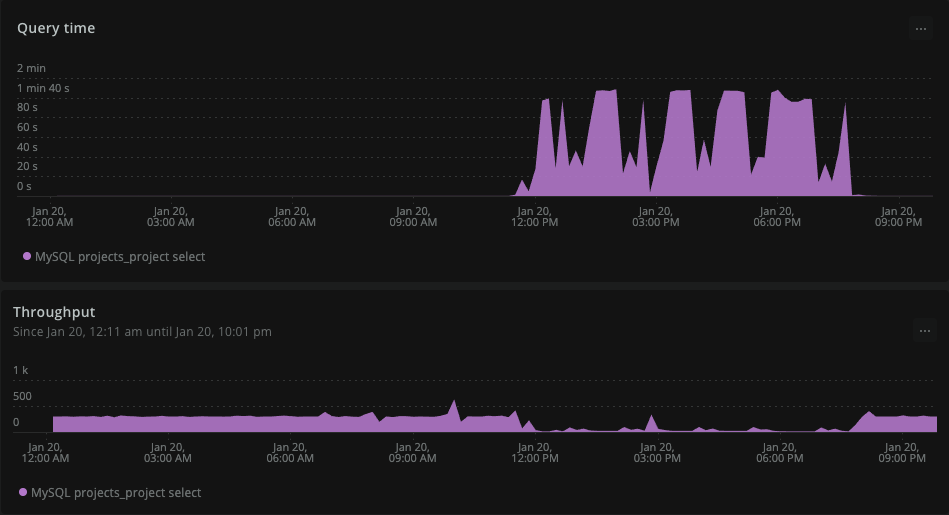 Query time
...
2 min
1 min 40 s
80 s
60 s
40 s
20 s
0 s
Jan 20, 12:00 AM
Jan 20, 03:00 AM
Jan 20, 06:00 AM
Jan 20, 09:00 AM
Jan 20, 12:00 PM
Jan 20, 03:00 PM
Jan 20, 06:00 PM
Jan 20, 09:00 PM
MySQL projects_project select
Throughput
Since Jan 20, 12:11 am until Jan 20, 10:01 pm
...
1 k
500
0
Jan 20, 12:00 AM
Jan 20, 03:00 AM
Jan 20, 06:00 AM
Jan 20, 09:00 AM
Jan 20, 12:00 PM
Jan 20, 03:00 PM
Jan 20, 06:00 PM
Jan 20, 09:00 PM
MySQL projects_project select